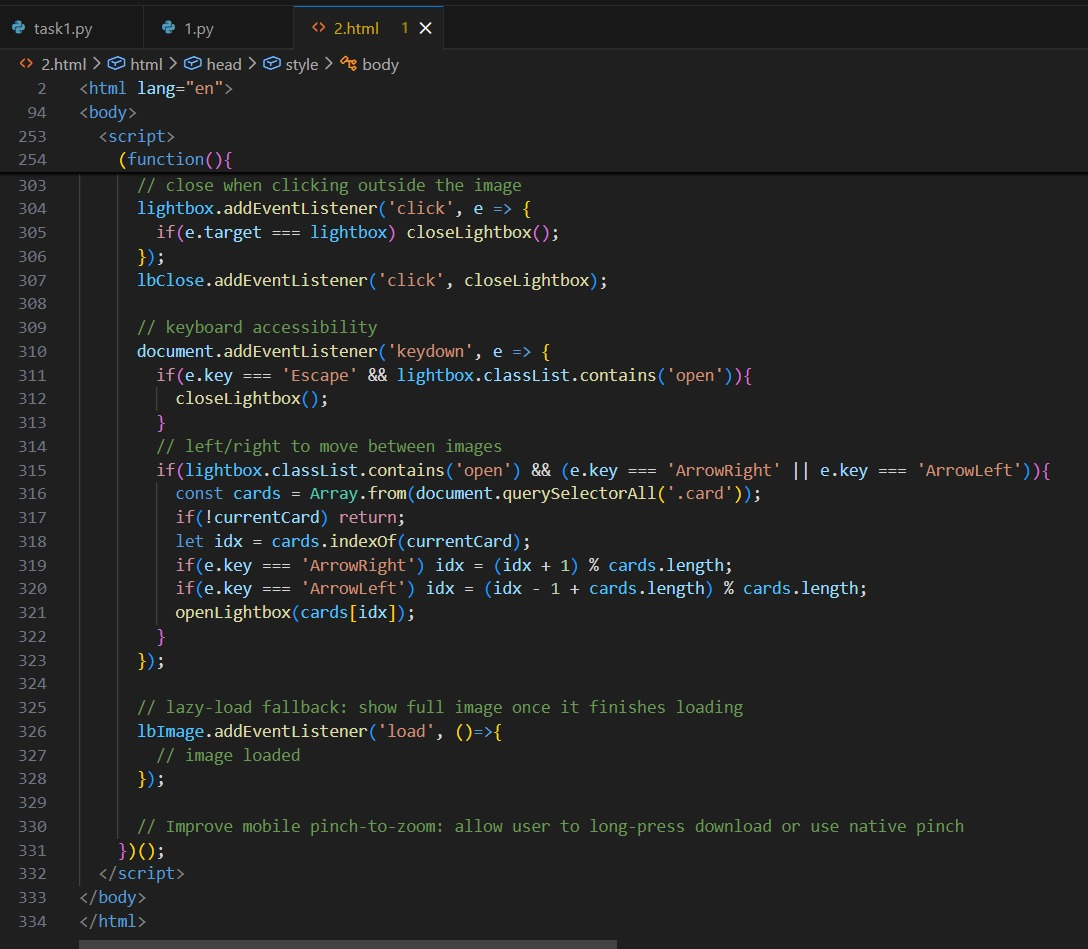 task1.py
1.py
2.html 1
2.html > html > head > style > body
2 <html lang="en">
94 <body>
253 <script>
254 (function(){
303 // close when clicking outside the image
304 lightbox.addEventListener('click', e => {
305 if(e.target === lightbox) closeLightbox();
306 });
307 lbClose.addEventListener('click', closeLightbox);
308
309 // keyboard accessibility
310 document.addEventListener('keydown', e => {
311 if(e.key === 'Escape' && lightbox.classList.contains('open')){
312 closeLightbox();
313 }
314 // left/right to move between images
315 if(lightbox.classList.contains('open') && (e.key === 'ArrowRight' || e.key === 'ArrowLeft')){
316 const cards = Array.from(document.querySelectorAll('.card'));
317 if(!currentCard) return;
318 let idx = cards.indexOf(currentCard);
319 if(e.key === 'ArrowRight') idx = (idx + 1) % cards.length;
320 if(e.key === 'ArrowLeft') idx = (idx - 1 + cards.length) % cards.length;
321 openLightbox(cards[idx]);
322 }
323 });
324
325 // lazy-load fallback: show full image once it finishes loading
326 lbImage.addEventListener('load', ()=>{
327 // image loaded
328 });
329
330 // Improve mobile pinch-to-zoom: allow user to long-press download or use native pinch
331 })();
332 </script>
333 </body>
334 </html>